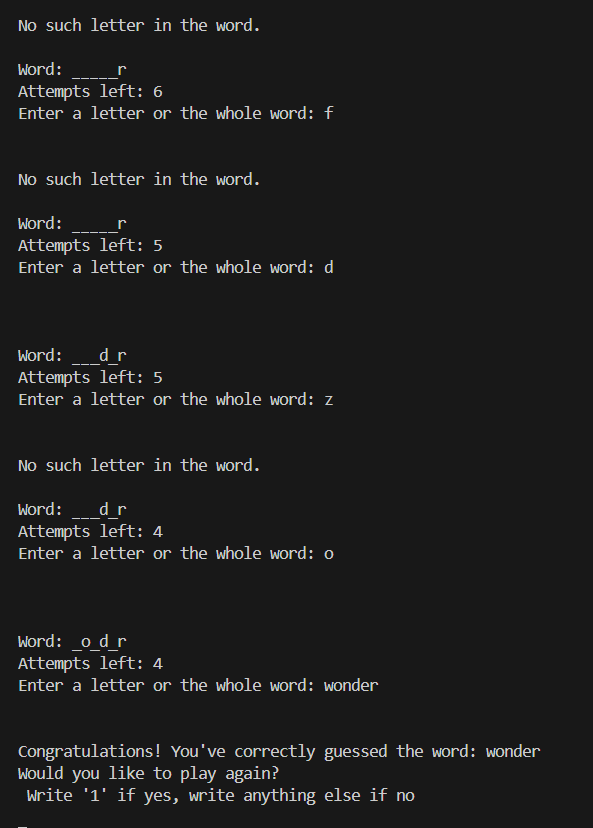 No such letter in the word.
Word: _____r
Attempts left: 6
Enter a letter or the whole word: f
No such letter in the word.
Word: _____r
Attempts left: 5
Enter a letter or the whole word: d
Word: ___d_r
Attempts left: 5
Enter a letter or the whole word: z
No such letter in the word.
Word: ___d_r
Attempts left: 4
Enter a letter or the whole word: o
Word: _o_d_r
Attempts left: 4
Enter a letter or the whole word: wonder
Congratulations! You've correctly guessed the word: wonder
Would you like to play again?
 Write '1' if yes, write anything else if no